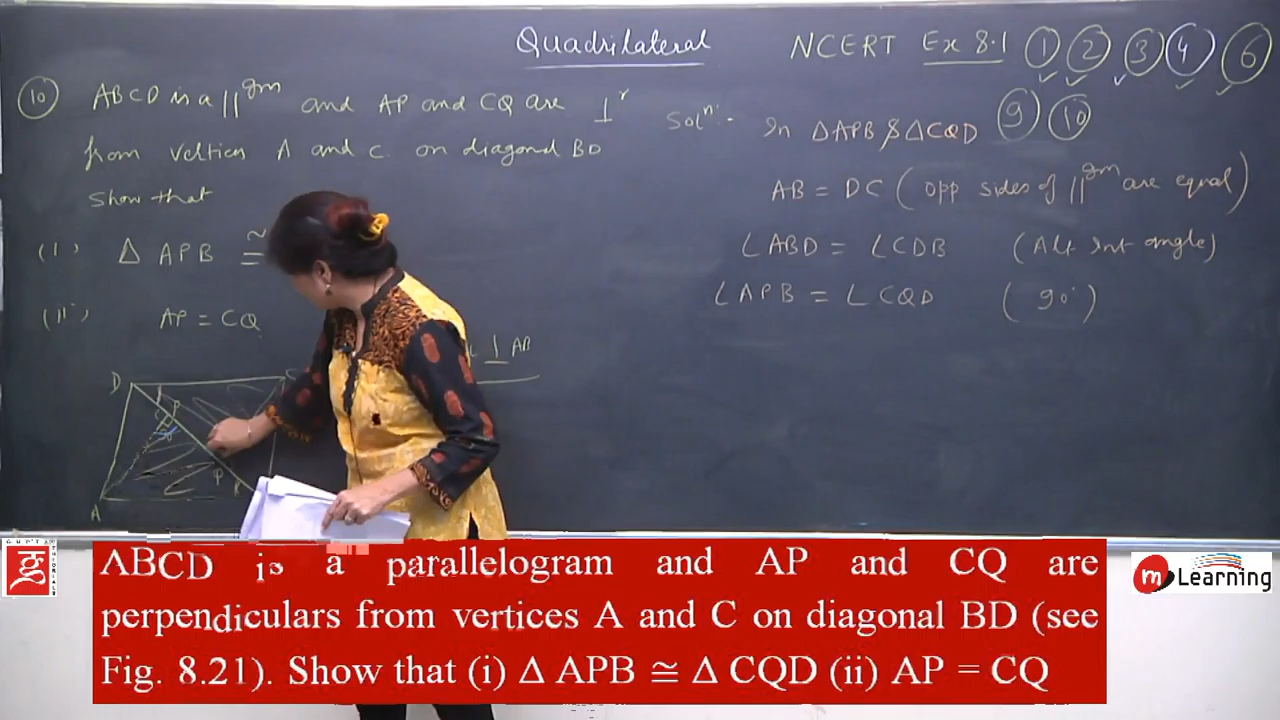 Quadrilateral NCERT Ex 8.1 1 2 3 4 6
9 10
10 ABCD is a ||gm and AP and CQ are ⊥r
from vertices A and C on diagonal BD
show that
(i) Δ APB ≅
(ii) AP = CQ
⊥ AB
D
P
P
A
Soln:- In ΔAPB & ΔCQD
AB = DC (opp sides of ||gm are equal)
∠ABD = ∠CDB (Alt int angle)
∠APB = ∠CQD (90°)
GUPTA TUTORIALS
ABCD is a parallelogram and AP and CQ are
perpendiculars from vertices A and C on diagonal BD (see
Fig. 8.21). Show that (i) Δ APB ≅ Δ CQD (ii) AP = CQ
m Learning